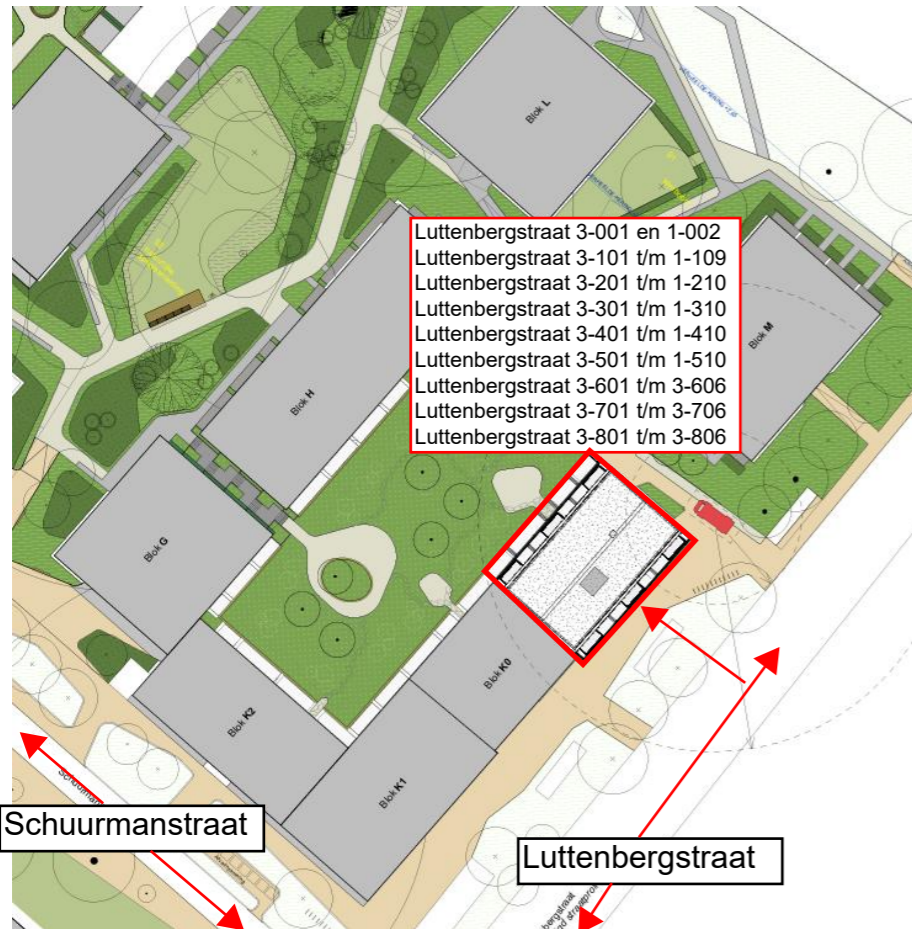 Blok L
Luttenbergstraat 3-001 en 1-002
Luttenbergstraat 3-101 t/m 1-109
Luttenbergstraat 3-201 t/m 1-210
Luttenbergstraat 3-301 t/m 1-310
Luttenbergstraat 3-401 t/m 1-410
Luttenbergstraat 3-501 t/m 1-510
Luttenbergstraat 3-601 t/m 3-606
Luttenbergstraat 3-701 t/m 3-706
Luttenbergstraat 3-801 t/m 3-806
Blok M
Blok H
Blok G
Blok K0
Blok K2
Blok K1
Schuurmanstraat
Luttenbergstraat